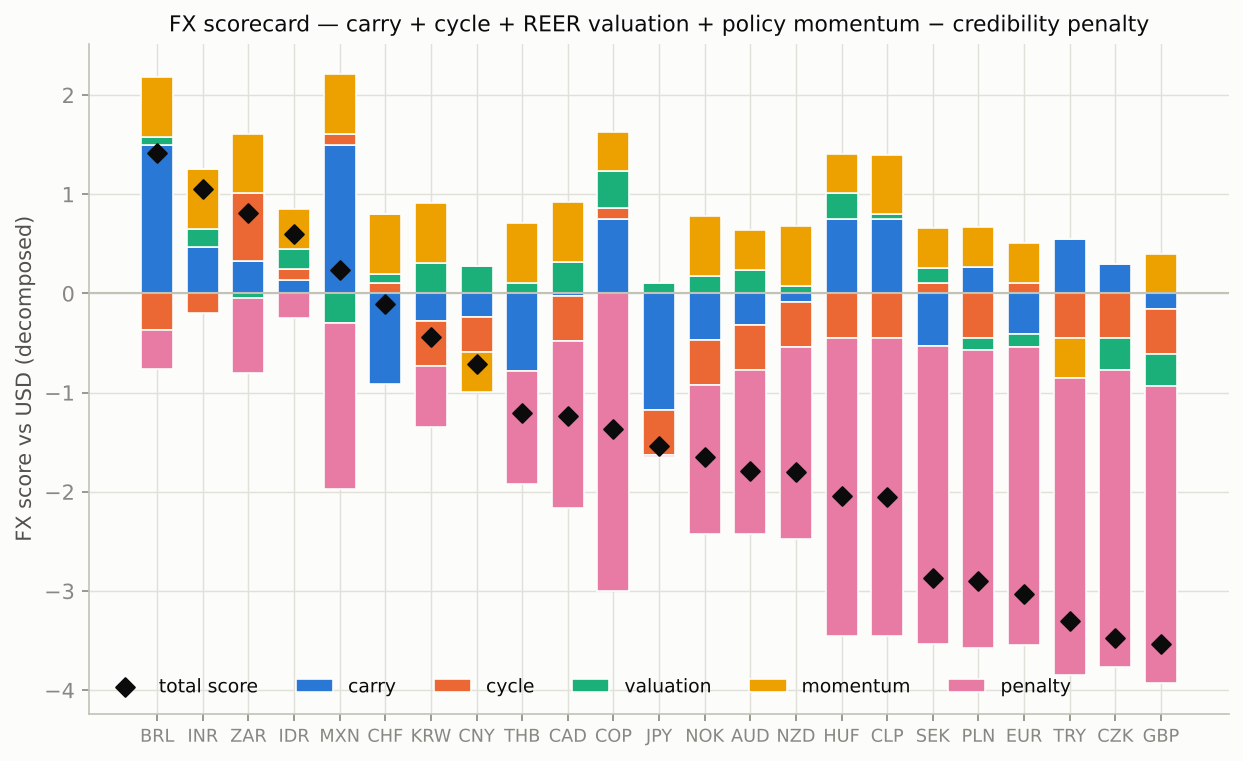 FX scorecard — carry + cycle + REER valuation + policy momentum − credibility penalty
FX score vs USD (decomposed)
2
1
0
−1
−2
−3
−4
total score
carry
cycle
valuation
momentum
penalty
BRL INR ZAR IDR MXN CHF KRW CNY THB CAD COP JPY NOK AUD NZD HUF CLP SEK PLN EUR TRY CZK GBP